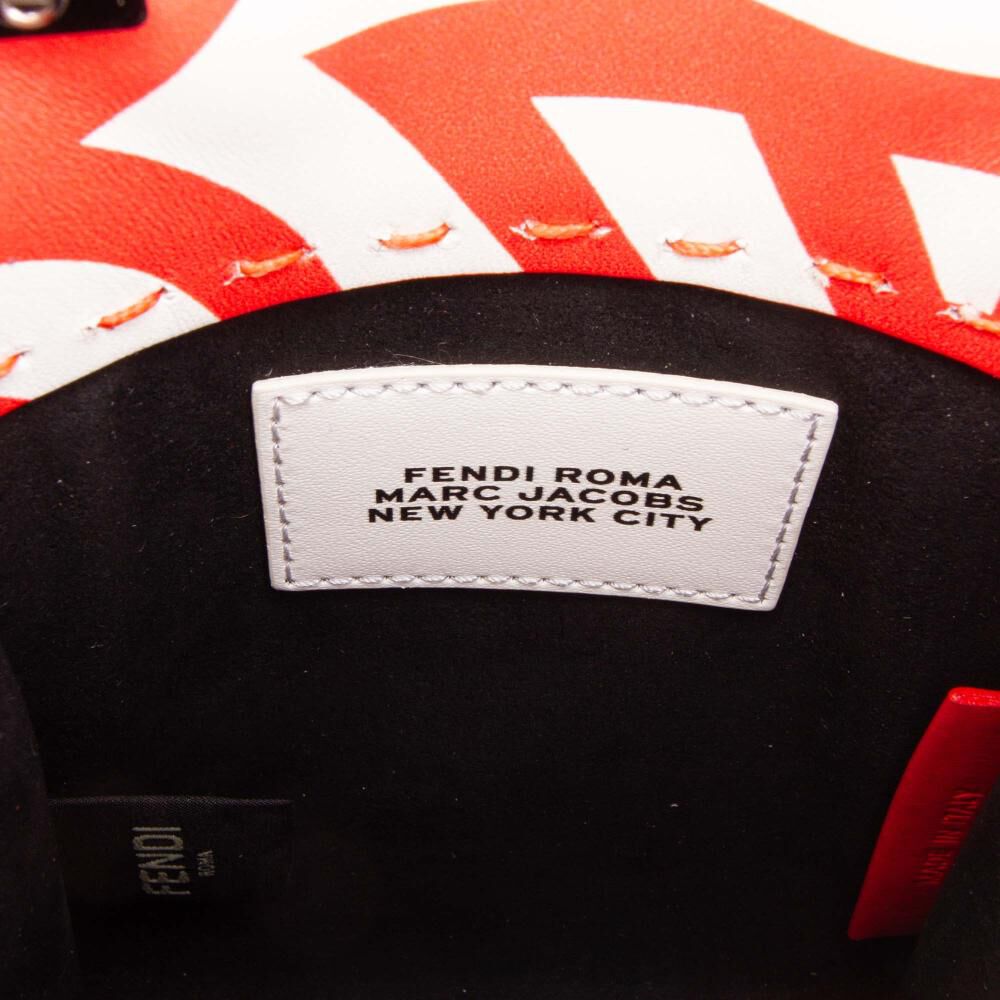 FENDI ROMA
MARC JACOBS
NEW YORK CITY
FENDI
ROMA
MADE IN ITALY